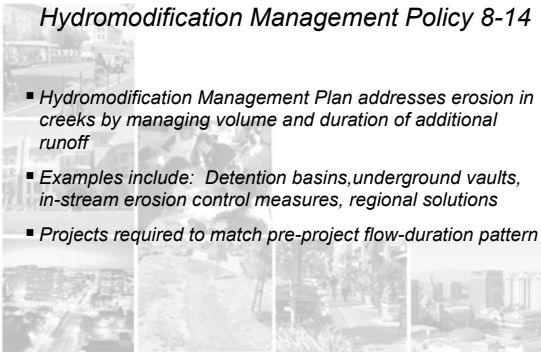 Hydromodification Management Policy 8-14
▪ Hydromodification Management Plan addresses erosion in
creeks by managing volume and duration of additional
runoff
▪ Examples include: Detention basins,underground vaults,
in-stream erosion control measures, regional solutions
▪ Projects required to match pre-project flow-duration pattern